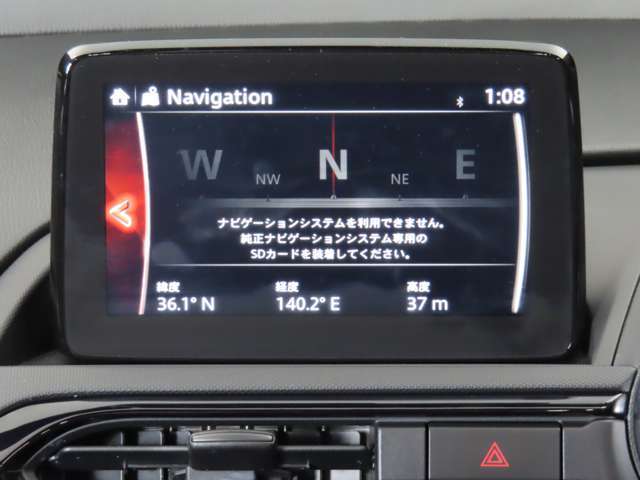 Navigation 1:08
W NW N NE E
ナビゲーションシステムを利用できません。
純正ナビゲーションシステム専用の
SDカードを装着してください。
緯度 経度 高度
36.1° N 140.2° E 37 m